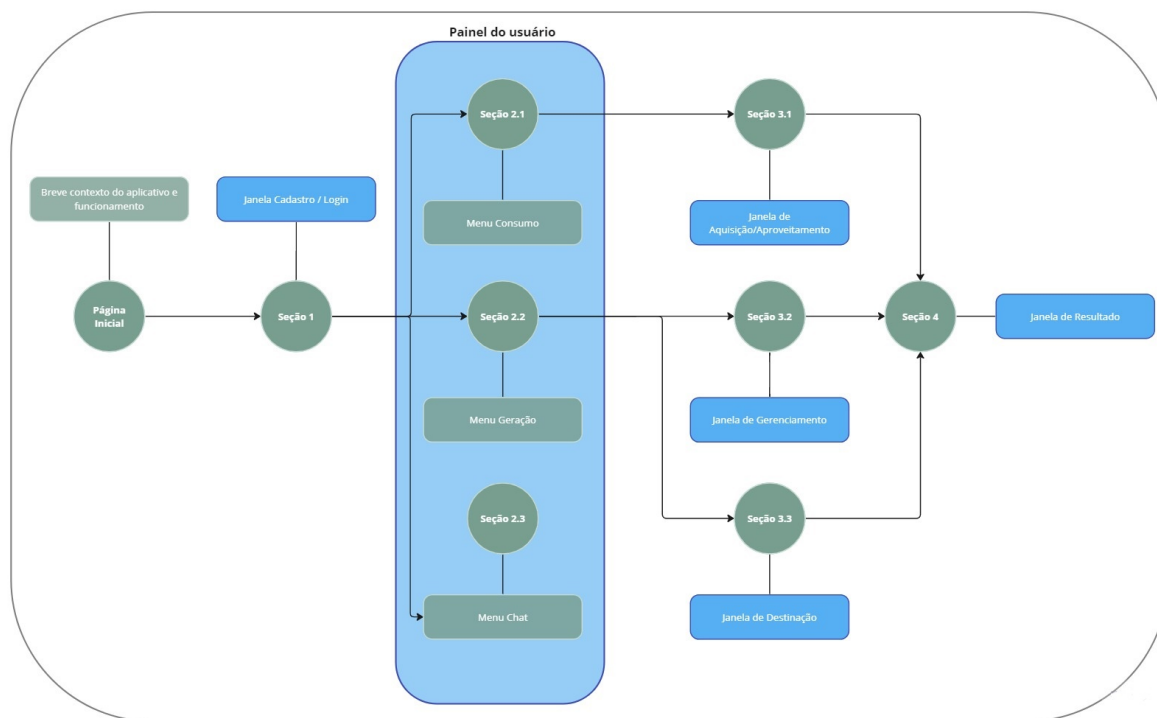 Painel do usuário
Seção 2.1
Seção 3.1
Breve contexto do aplicativo e
funcionamento
Janela Cadastro / Login
Menu Consumo
Janela de
Aquisição/Aproveitamento
Página
Inicial
Seção 1
Seção 2.2
Seção 3.2
Seção 4
Janela de Resultado
Menu Geração
Janela de Gerenciamento
Seção 2.3
Seção 3.3
Menu Chat
Janela de Destinação